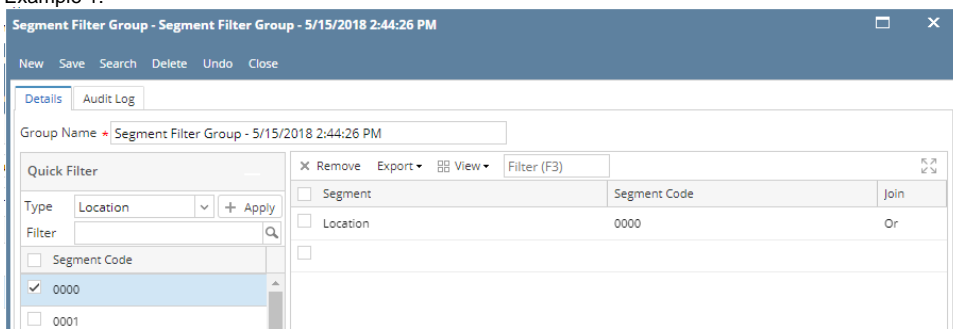 Example 1:
Segment Filter Group - Segment Filter Group - 5/15/2018 2:44:26 PM
New Save Search Delete Undo Close
Details Audit Log
Group Name * Segment Filter Group - 5/15/2018 2:44:26 PM
Quick Filter
Type Location + Apply
Filter
Segment Code
0000
0001
Remove Export View Filter (F3)
Segment Segment Code Join
Location 0000 Or